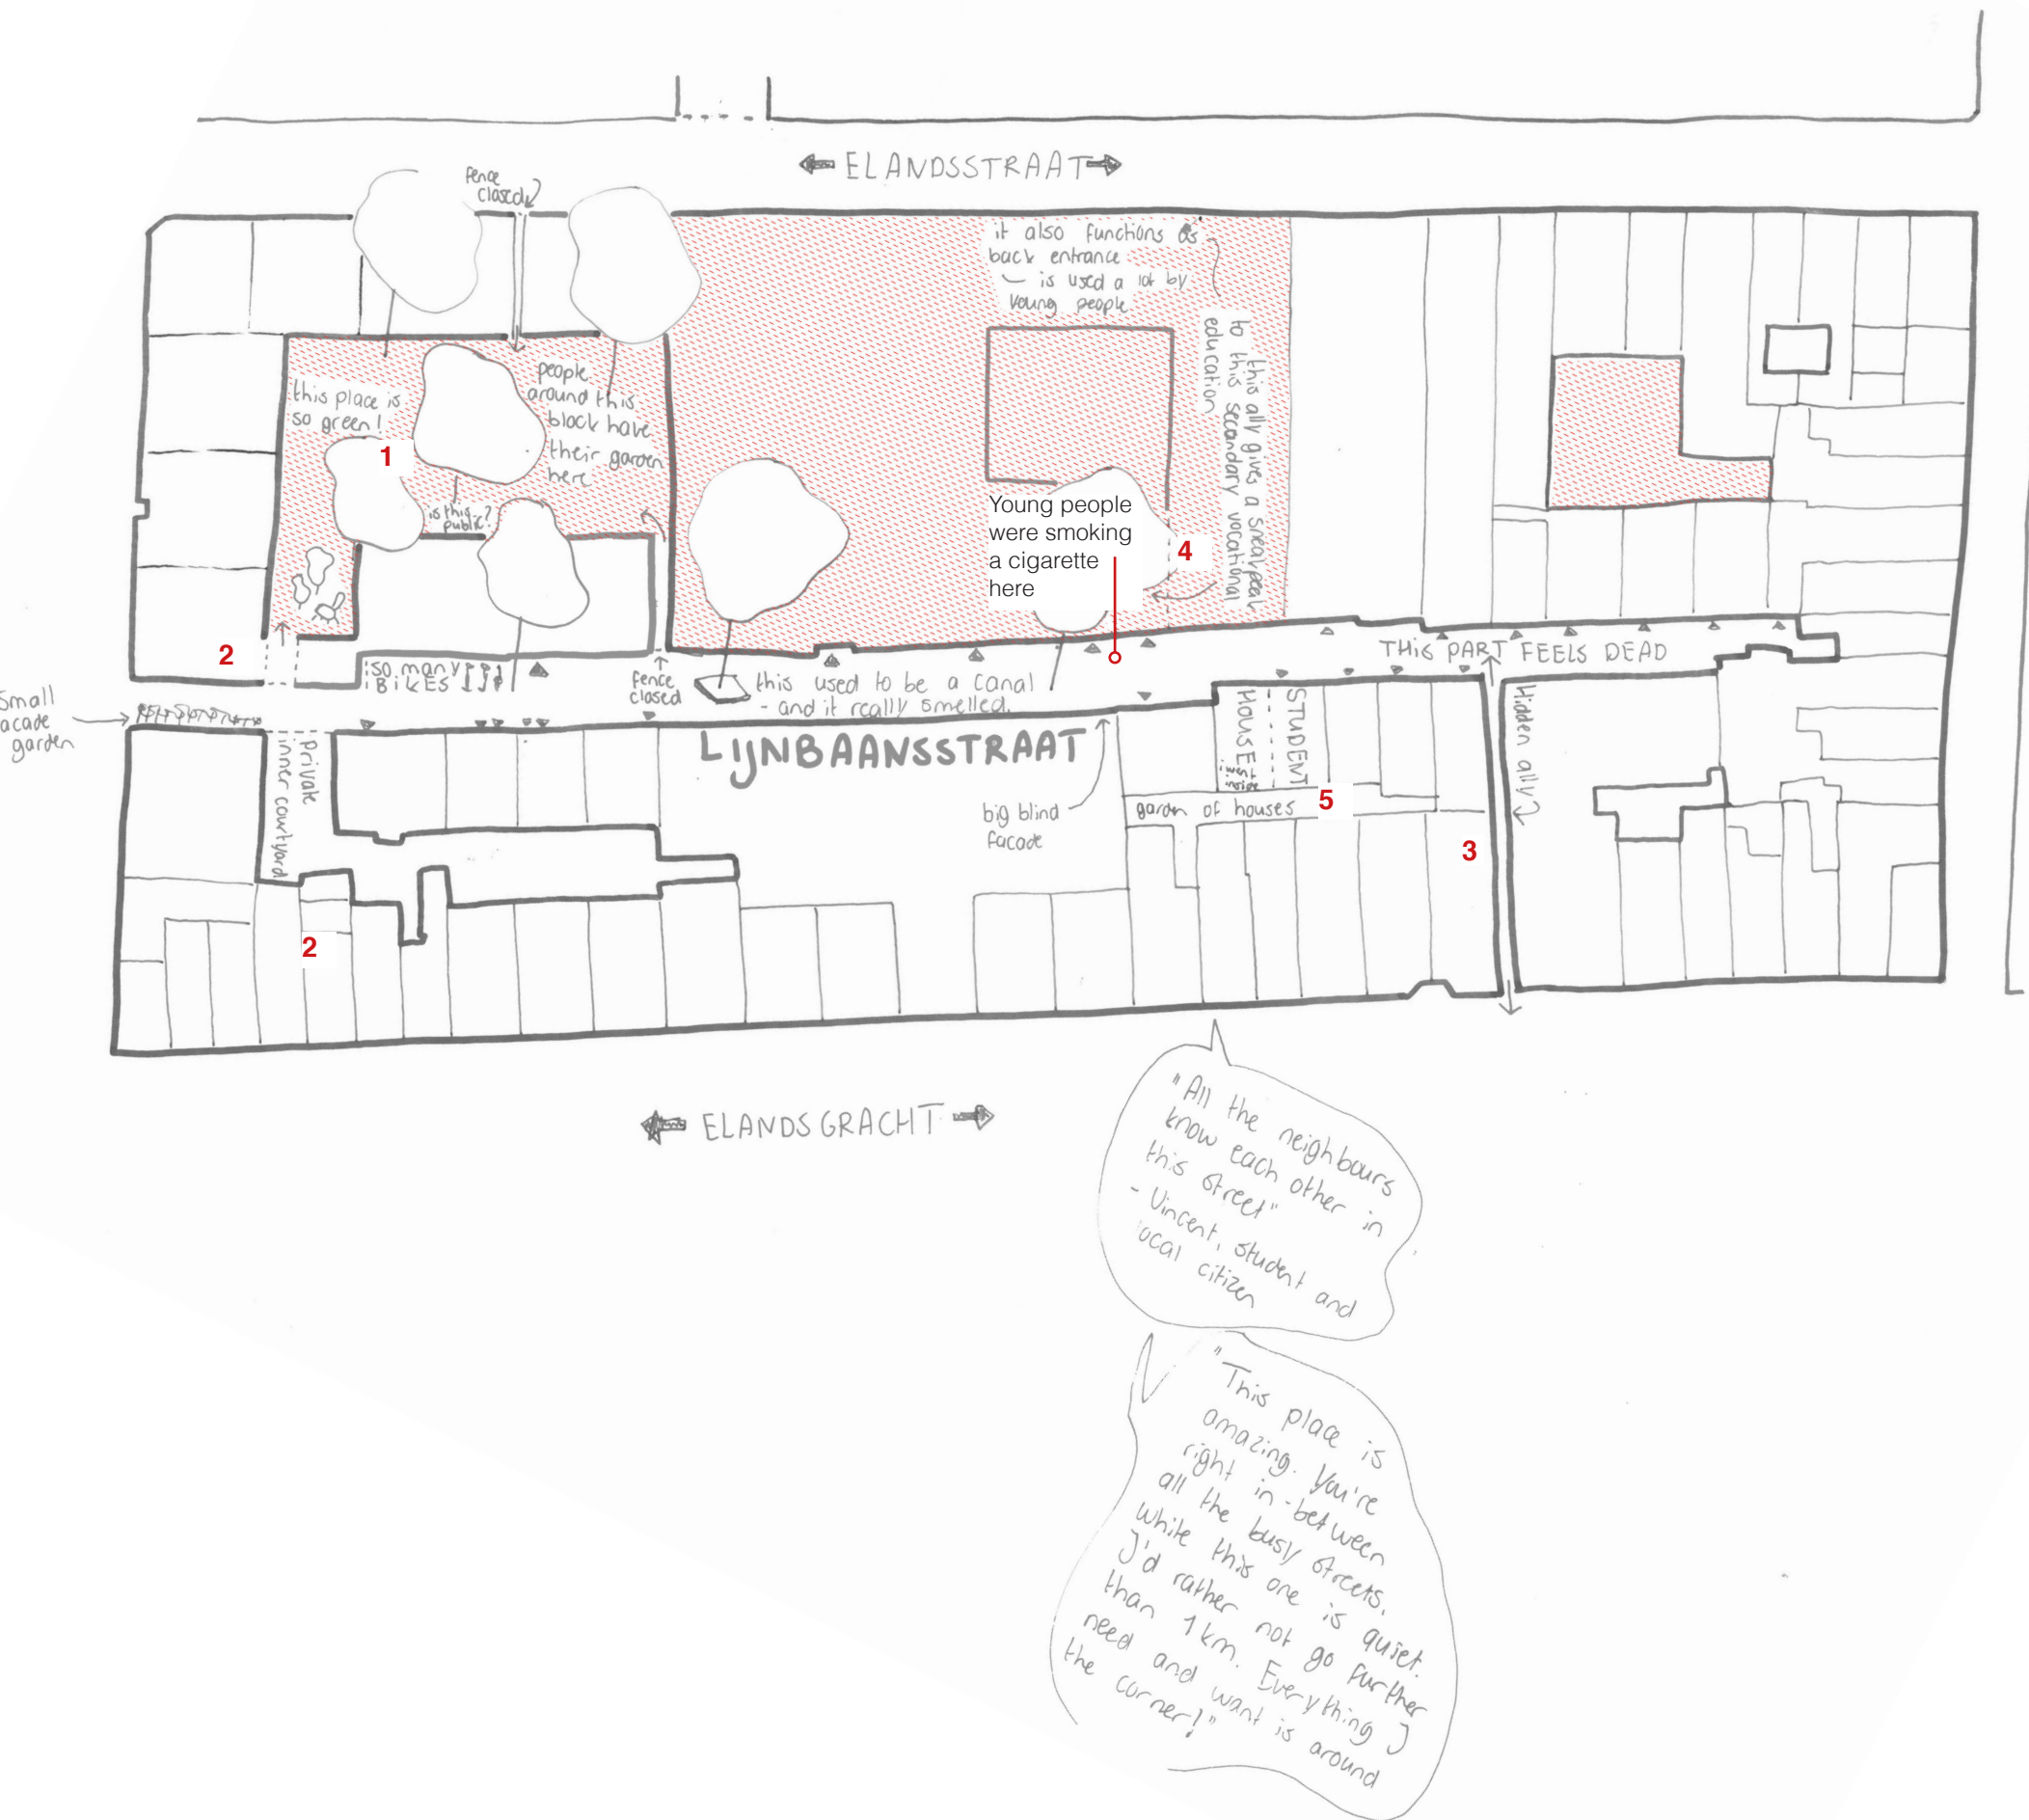 ELANDSSTRAAT
fence
closed
it also functions as
back entrance
is used a lot by
young people
this ally gives a sneakpeak
to this secondary vocational
education
this place is
so green!
people
around this
block have
their garden
here
1
is this
public?
Young people
were smoking
a cigarette
here
4
2
so many
BIKES
fence
closed
this used to be a canal
- and it really smelled.
THIS PART FEELS DEAD
Small
garden
Private
inner courtyard
LIJNBAANSSTRAAT
big blind
facade
STUDENT
HOUSE
garden of houses
5
Hidden ally
3
2
ELANDSGRACHT
"All the neighbours
know each other in
this street"
- Vincent, student and
local citizen
"This place is
amazing. You're
right in-between
all the busy streets,
while this one is quiet.
I'd rather not go further
than 1 km. Everything I
need and want is around
the corner!"